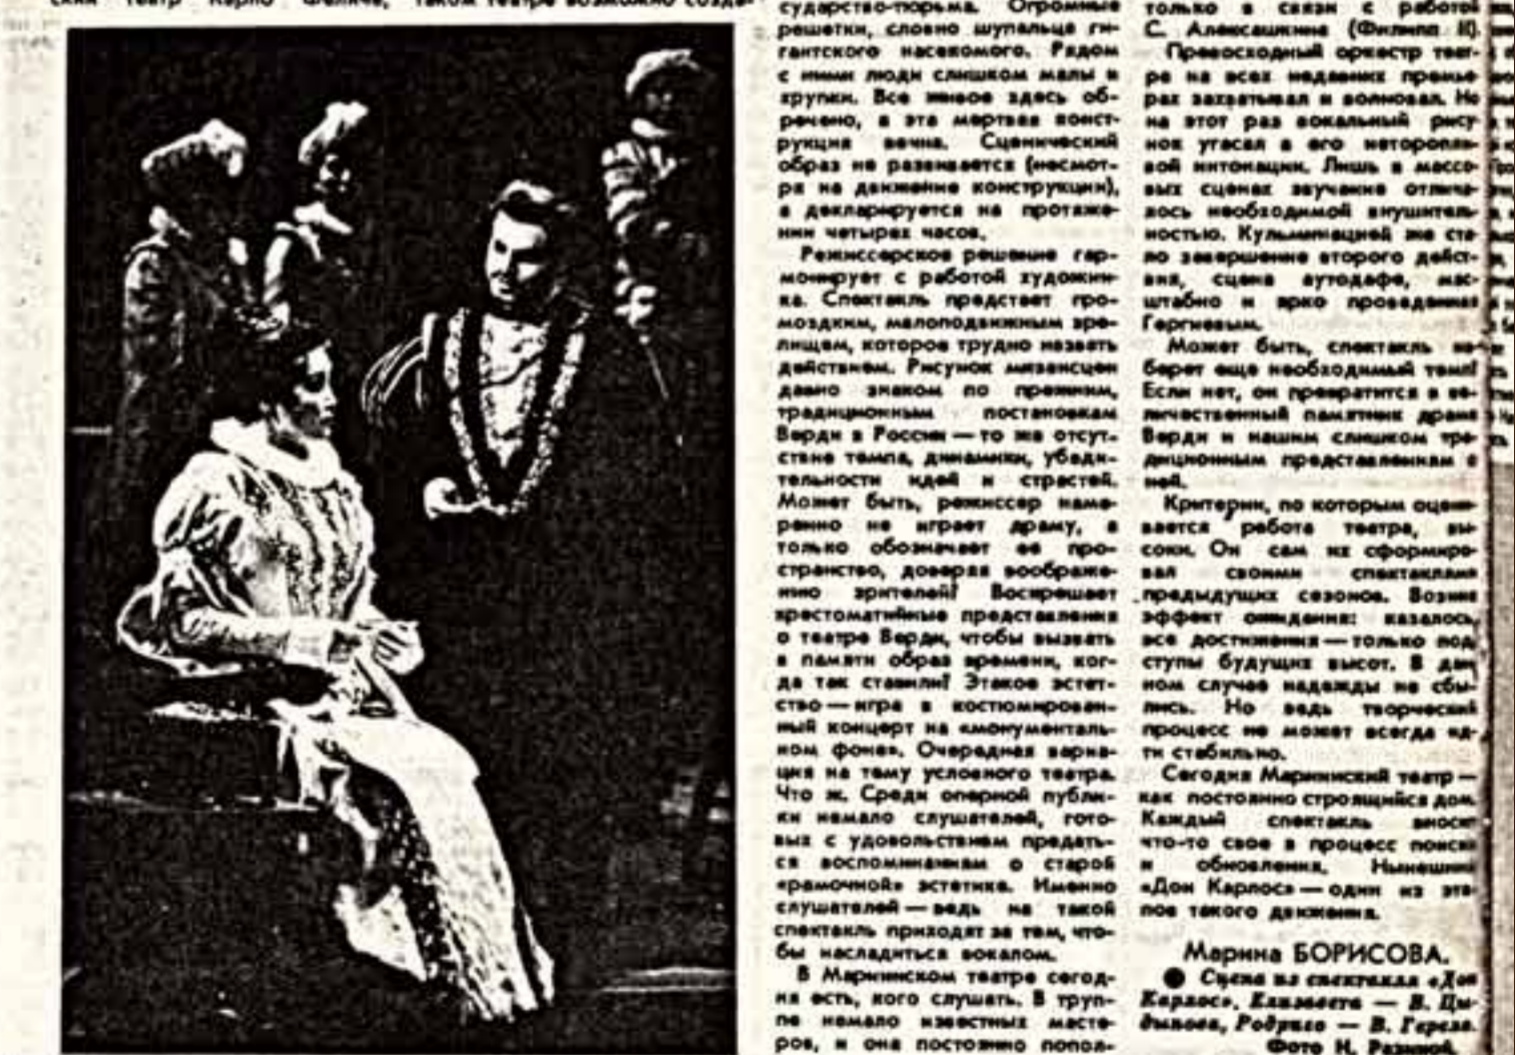 ский театр Карло Феличе, таком театре возможно созда-
сударство-тюрьма. Огромные
решетки, словно щупальца ги-
гантского насекомого. Рядом
с ними люди слишком малы и
хрупки. Все живое здесь об-
речено, а эта мертвая конст-
рукция вечна. Сценический
образ не развивается (несмот-
ря на движение конструкции),
а декларируется на протяже-
нии четырех часов.
Режиссерское решение гар-
монирует с работой художни-
ка. Спектакль предстает гро-
моздким, малоподвижным зре-
лищем, которое трудно назвать
действием. Рисунок мизансцен
давно знаком по прежним,
традиционным постановкам
Верди в России — то же отсут-
ствие темпа, динамики, убеди-
тельности идей и страстей.
Может быть, режиссер наме-
ренно не играет драму, а
только обозначает ее про-
странство, доверяя воображе-
нию зрителей? Воскрешает
хрестоматийные представления
о театре Верди, чтобы вызвать
в памяти образ времени, ког-
да так ставили? Этакое эстет-
ство — игра в костюмирован-
ный концерт на «монументаль-
ном фоне». Очередная вариа-
ция на тему условного театра.
Что ж. Среди оперной публи-
ки немало слушателей, гото-
вых с удовольствием предать-
ся воспоминаниям о старой
«рамочной» эстетике. Именно
слушателей — ведь на такой
спектакль приходят за тем, что-
бы насладиться вокалом.
В Мариинском театре сегод-
ня есть, кого слушать. В труп-
пе немало известных масте-
ров, и она постоянно попол-
только в связи с работой
С. Алексашкина (Филипп II).
Превосходный оркестр теат-
ра на всех недавних премье-
рах захватывал и волновал. Но
на этот раз вокальный рису-
нок угасал в его неторопли-
вой интонации. Лишь в массо-
вых сценах звучание отлича-
лось необходимой внушитель-
ностью. Кульминацией же ста-
ло завершение второго дейст-
вия, сцена аутодафе, мас-
штабно и ярко проведенная
Гергиевым.
Может быть, спектакль на-
берет еще необходимый темп?
Если нет, он превратится в ве-
личественный памятник драме
Верди и нашим слишком тра-
диционным представлениям о
ней.
Критерии, по которым оцени-
вается работа театра, вы-
соки. Он сам их сформиро-
вал своими спектаклями
предыдущих сезонов. Возник
эффект ожидания: казалось,
все достижения — только под-
ступы будущих высот. В дан-
ном случае надежды не сбы-
лись. Но ведь творческий
процесс не может всегда ид-
ти стабильно.
Сегодня Мариинский театр —
как постоянно строящийся дом.
Каждый спектакль вносит
что-то свое в процесс поиска
и обновления. Нынешний
«Дон Карлос» — один из эта-
пов такого движения.
Марина БОРИСОВА.
● Сцена из спектакля «Дон
Карлос». Елизавета — В. Цы-
дыпова, Родриго — В. Герело.
Фото Н. Разиной.